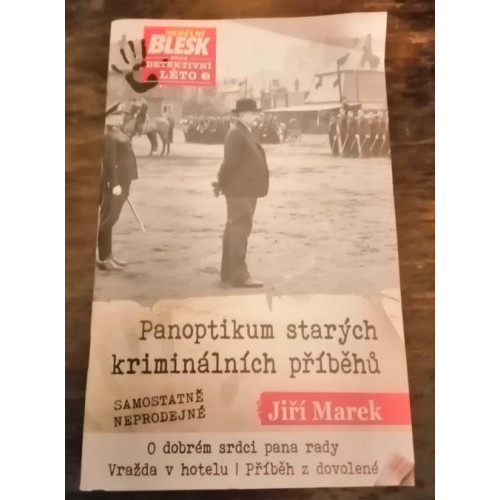 NEDĚLNÍ
BLESK
DETEKTIVNÍ
LÉTO 3
Panoptikum starých
kriminálních příběhů
SAMOSTATNĚ
NEPRODEJNÉ
Jiří Marek
O dobrém srdci pana rady
Vražda v hotelu | Příběh z dovolené